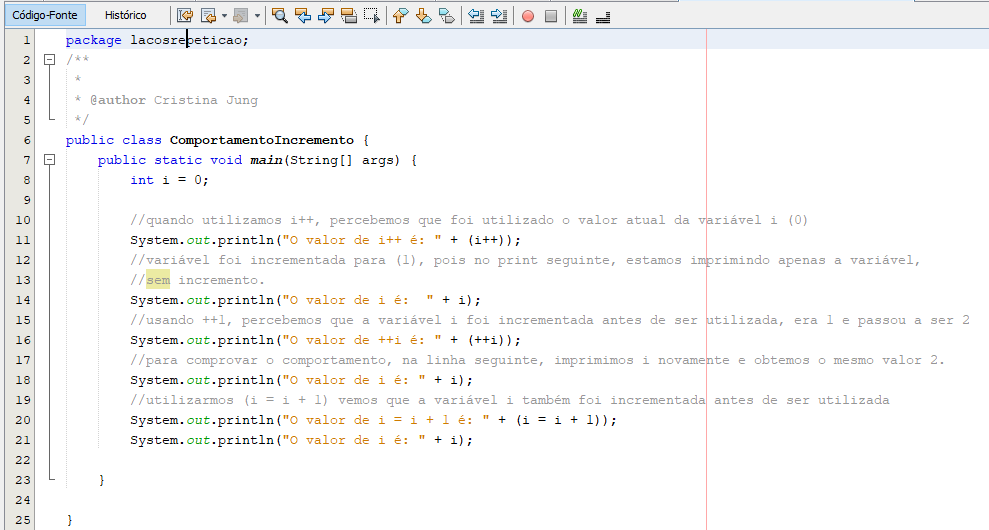 Código-Fonte Histórico
1 package lacosrepeticao;
2 /**
3 *
4 * @author Cristina Jung
5 */
6 public class ComportamentoIncremento {
7 public static void main(String[] args) {
8 int i = 0;
9
10 //quando utilizamos i++, percebemos que foi utilizado o valor atual da variável i (0)
11 System.out.println("O valor de i++ é: " + (i++));
12 //variável foi incrementada para (1), pois no print seguinte, estamos imprimindo apenas a variável,
13 //sem incremento.
14 System.out.println("O valor de i é:  " + i);
15 //usando ++1, percebemos que a variável i foi incrementada antes de ser utilizada, era 1 e passou a ser 2
16 System.out.println("O valor de ++i é: " + (++i));
17 //para comprovar o comportamento, na linha seguinte, imprimimos i novamente e obtemos o mesmo valor 2.
18 System.out.println("O valor de i é: " + i);
19 //utilizarmos (i = i + 1) vemos que a variável i também foi incrementada antes de ser utilizada
20 System.out.println("O valor de i = i + 1 é: " + (i = i + 1));
21 System.out.println("O valor de i é: " + i);
22
23 }
24
25 }